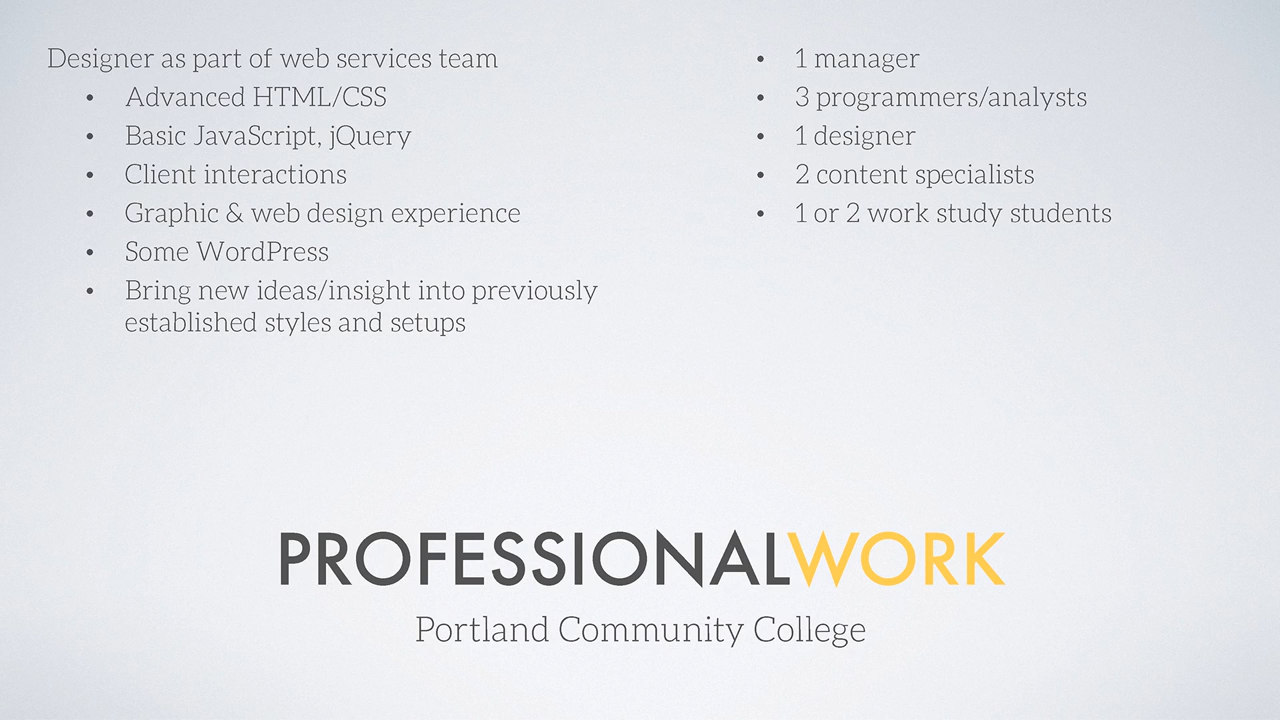 Designer as part of web services team
• Advanced HTML/CSS
• Basic JavaScript, jQuery
• Client interactions
• Graphic & web design experience
• Some WordPress
• Bring new ideas/insight into previously
established styles and setups
• 1 manager
• 3 programmers/analysts
• 1 designer
• 2 content specialists
• 1 or 2 work study students
PROFESSIONALWORK
Portland Community College